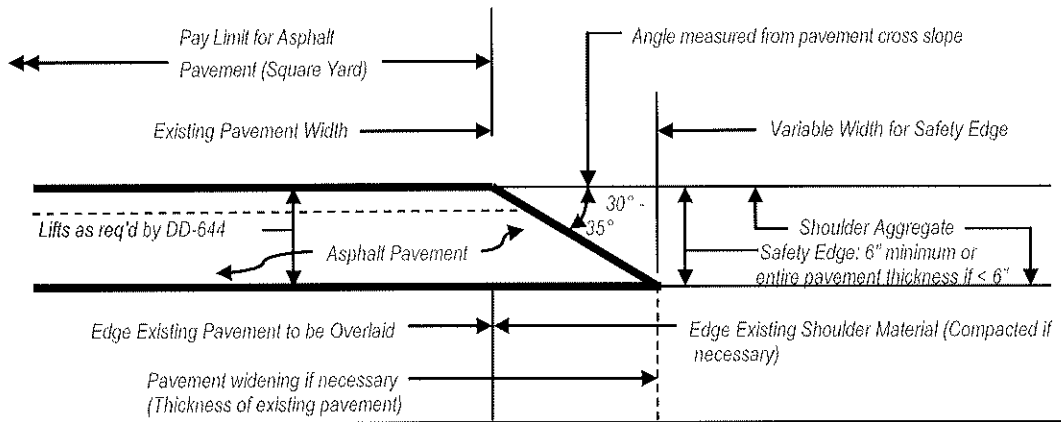 Pay Limit for Asphalt
Pavement (Square Yard)
Angle measured from pavement cross slope
Existing Pavement Width
Variable Width for Safety Edge
30° -
35°
Lifts as req'd by DD-644
Asphalt Pavement
Shoulder Aggregate
Safety Edge: 6" minimum or
entire pavement thickness if < 6"
Edge Existing Pavement to be Overlaid
Edge Existing Shoulder Material (Compacted if
necessary)
Pavement widening if necessary
(Thickness of existing pavement)